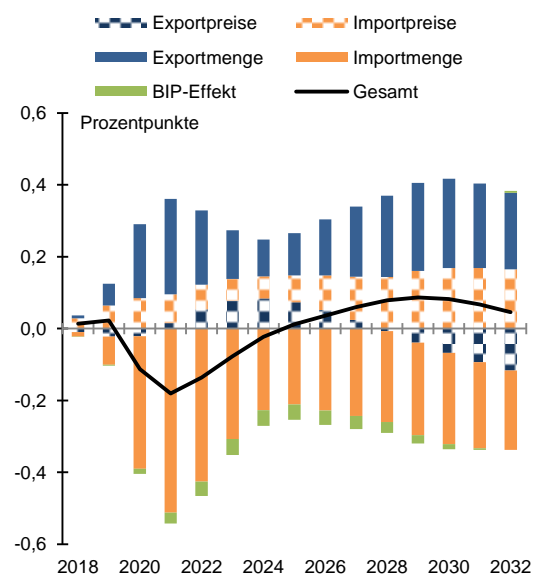 Exportpreise Importpreise
Exportmenge Importmenge
BIP-Effekt Gesamt
0,6
Prozentpunkte
0,4
0,2
0,0
-0,2
-0,4
-0,6
2018 2020 2022 2024 2026 2028 2030 2032